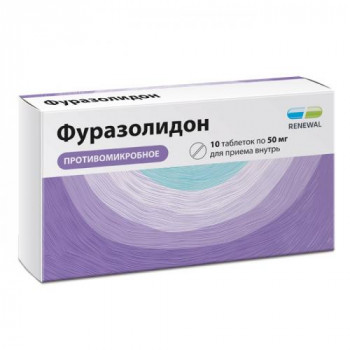 RENEWAL
Фуразолидон
ПРОТИВОМИКРОБНОЕ
10 таблеток по 50 мг
для приема внутрь